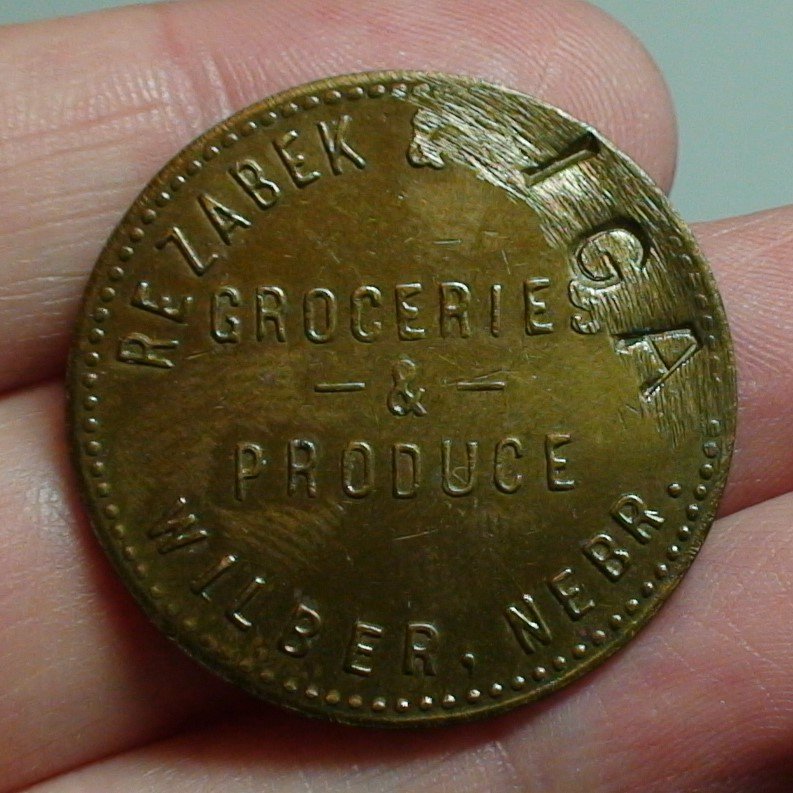 REZABEK & IGA
GROCERIES
— & —
PRODUCE
WILBER, NEBR.